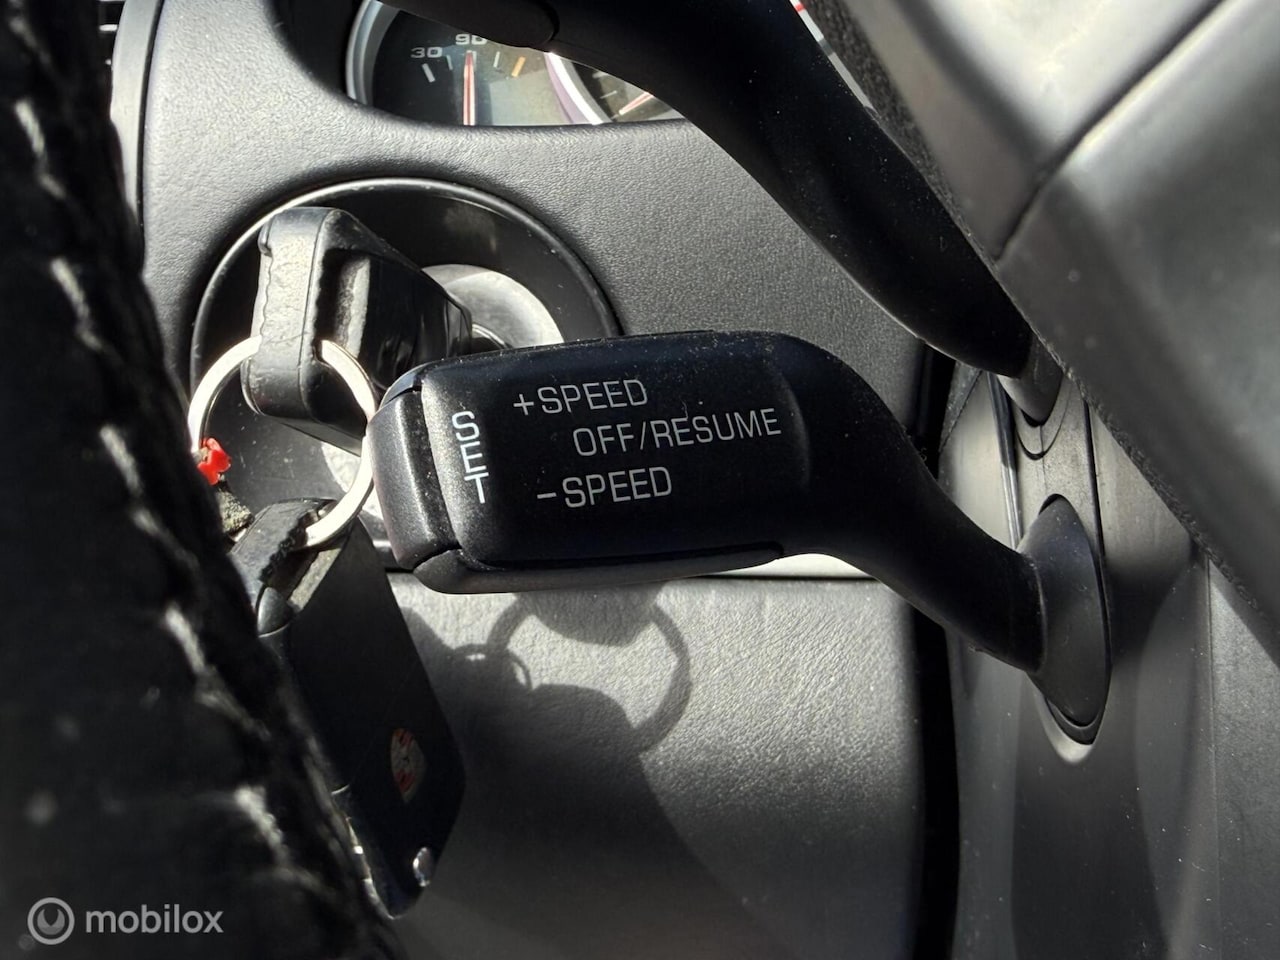 30 90
SET
+SPEED
OFF/RESUME
-SPEED
mobilox